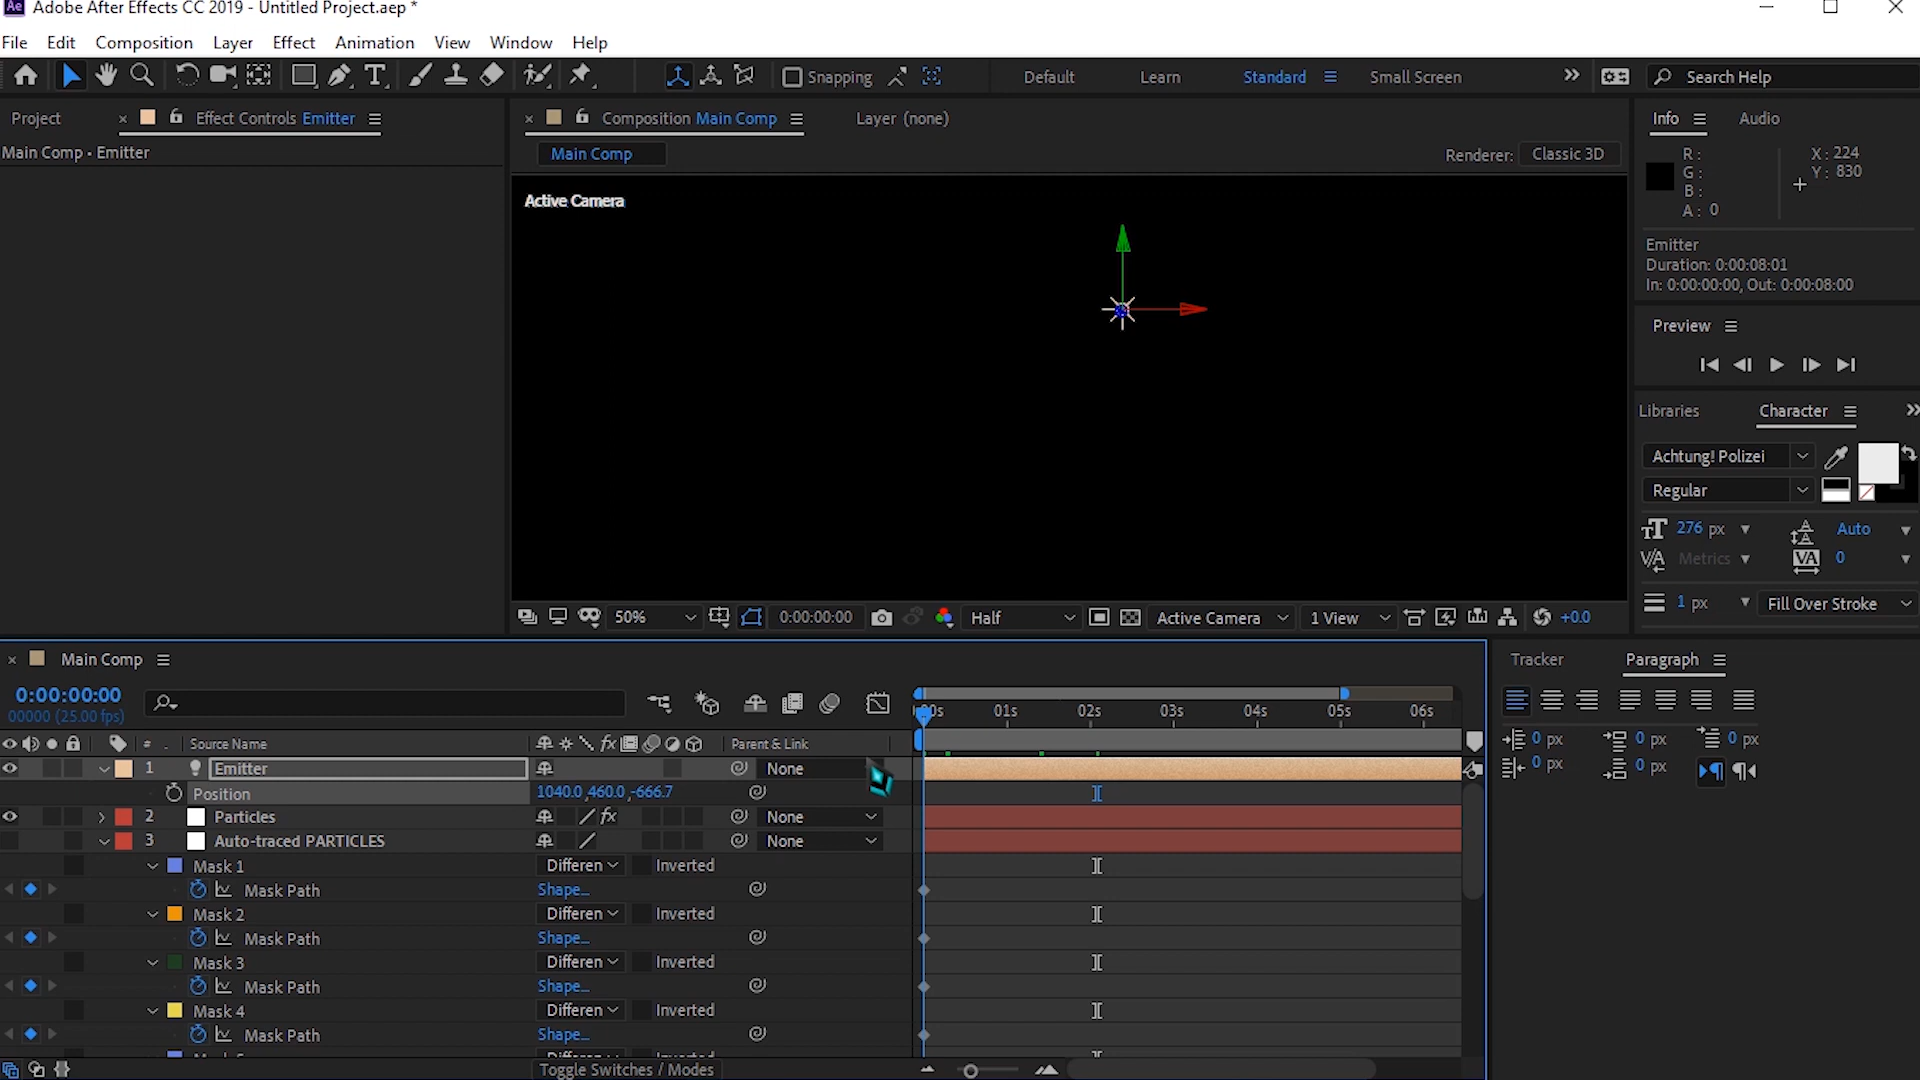 Ae Adobe After Effects CC 2019 - Untitled Project.aep *
File Edit Composition Layer Effect Animation View Window Help
Snapping Default Learn Standard Small Screen Search Help
Project Effect Controls Emitter Composition Main Comp Layer (none) Info Audio
Main Comp • Emitter
Main Comp Renderer: Classic 3D
R: X: 224
G: Y: 830
B:
A: 0
Active Camera
Emitter
Duration: 0:00:08:01
In: 0:00:00:00, Out: 0:00:08:00
Preview
Libraries Character
Achtung! Polizei
Regular
276 px Auto
Metrics VA 0
1 px Fill Over Stroke
50% 0:00:00:00 Half Active Camera 1 View +0.0
Main Comp Tracker Paragraph
0:00:00:00
00000 (25.00 fps)
00s 01s 02s 03s 04s 05s 06s
0 px 0 px 0 px
0 px 0 px
# Source Name fx Parent & Link
1 Emitter None
Position 1040.0,460.0,-666.7
2 Particles fx None
3 Auto-traced PARTICLES None
Mask 1 Differen Inverted
Mask Path Shape...
Mask 2 Differen Inverted
Mask Path Shape...
Mask 3 Differen Inverted
Mask Path Shape...
Mask 4 Differen Inverted
Mask Path Shape...
Toggle Switches / Modes